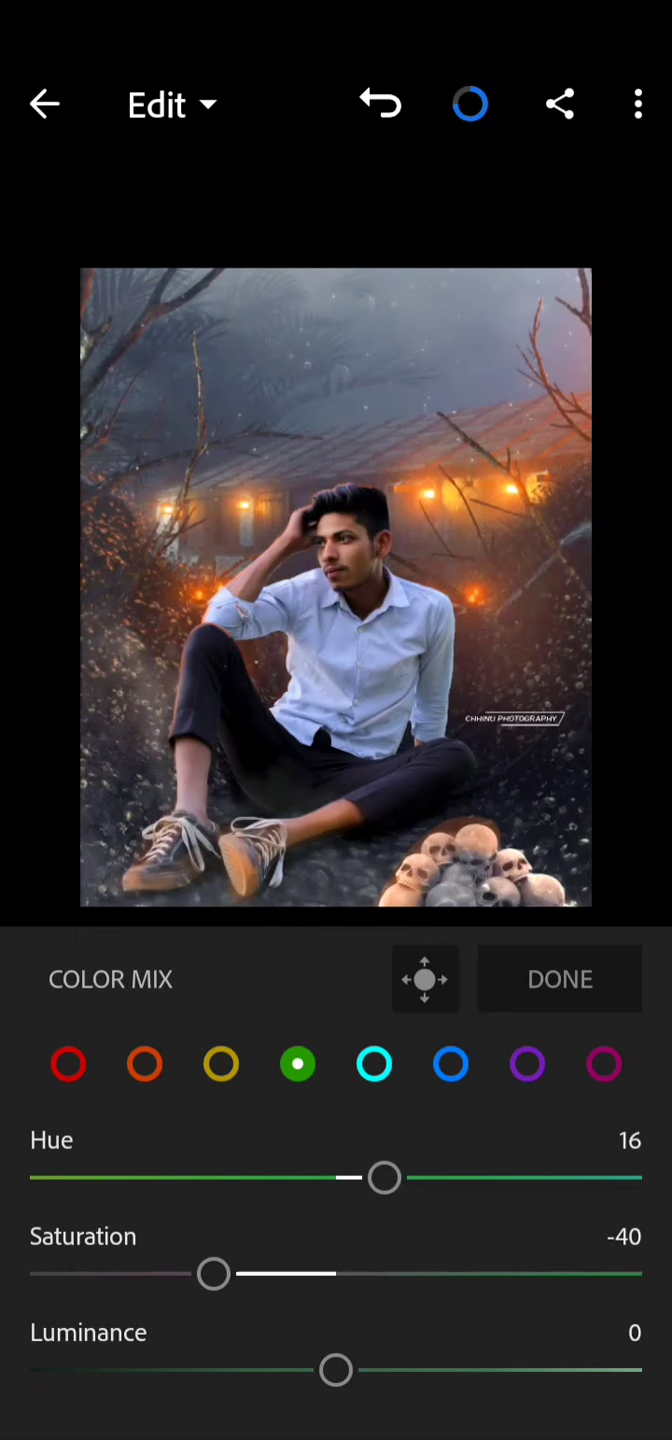 Edit
CHHINU PHOTOGRAPHY
COLOR MIX
DONE
Hue
16
Saturation
-40
Luminance
0